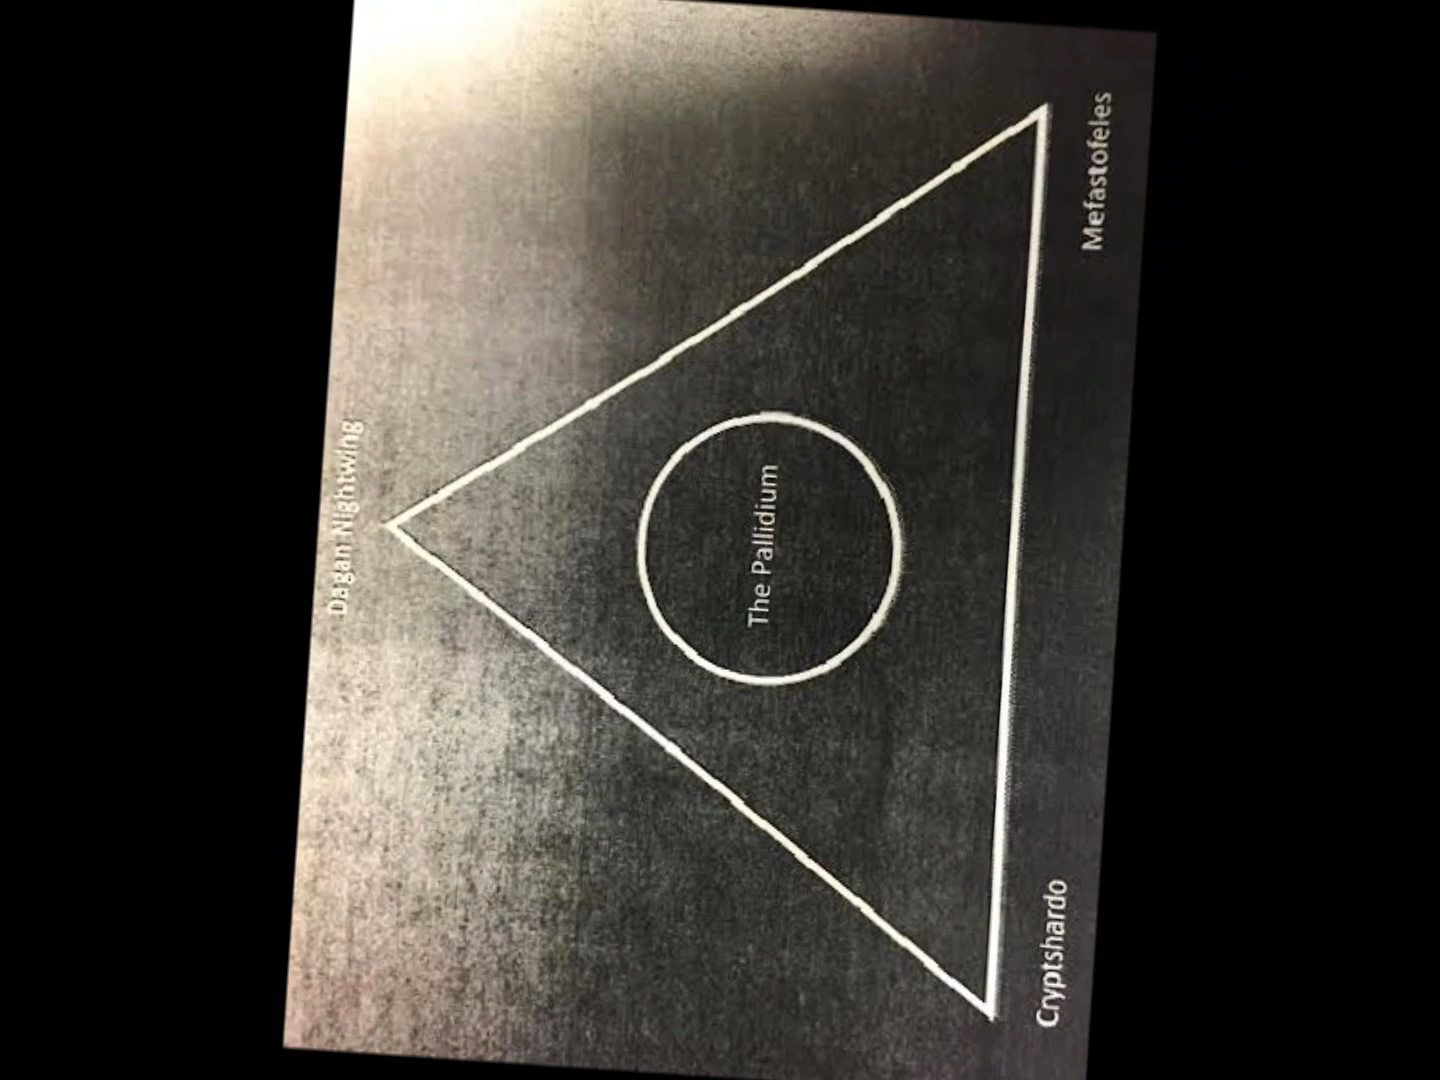 Dagan Nightwing
The Pallidium
Cryptshardo
Mefastofeles